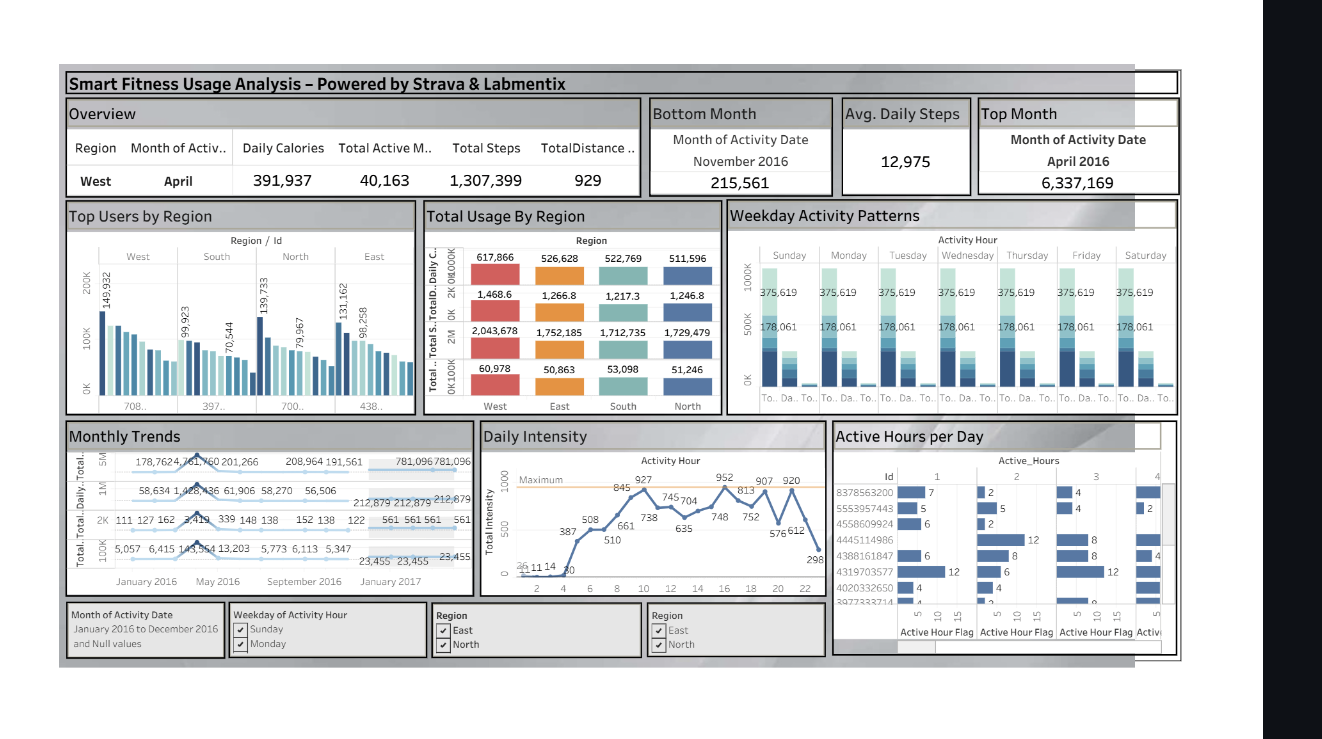 Smart Fitness Usage Analysis – Powered by Strava & Labmentix
Overview
Region Month of Activ.. Daily Calories Total Active M.. Total Steps TotalDistance ..
West April 391,937 40,163 1,307,399 929
Bottom Month
Month of Activity Date
November 2016
215,561
Avg. Daily Steps
12,975
Top Month
Month of Activity Date
April 2016
6,337,169
Top Users by Region
Region / Id
West South North East
200K
100K
0K
149,932
99,923
70,544
139,733
79,967
131,162
98,258
708.. 397.. 700.. 438..
Total Usage By Region
Region
Daily C..
1000K
0K
617,866 526,628 522,769 511,596
TotalD..
2K
0K
1,468.6 1,266.8 1,217.3 1,246.8
Total S..
2M
2,043,678 1,752,185 1,712,735 1,729,479
Total ..
100K
0K
60,978 50,863 53,098 51,246
West East South North
Weekday Activity Patterns
Activity Hour
Sunday Monday Tuesday Wednesday Thursday Friday Saturday
1000K
500K
0K
375,619 375,619 375,619 375,619 375,619 375,619 375,619
178,061 178,061 178,061 178,061 178,061 178,061 178,061
To.. Da.. To.. To.. Da.. To.. To.. Da.. To.. To.. Da.. To.. To.. Da.. To.. To.. Da.. To.. To.. Da.. To..
Monthly Trends
Total..
5M
178,762 4,761,760 201,266 208,964 191,561 781,096 781,096
Daily..
1M
58,634 1,428,436 61,906 58,270 56,506 212,879 212,879 212,879
Total..
2K
111 127 162 3,419 339 148 138 152 138 122 561 561 561 561
Total..
100K
5,057 6,415 143,554 13,203 5,773 6,113 5,347 23,455 23,455 23,455
January 2016 May 2016 September 2016 January 2017
Daily Intensity
Activity Hour
Total Intensity
1000
500
0
Maximum
11 11 14 30 387 508 510 661 845 927 738 745 635 704 748 952 813 752 907 576 920 612 298
2 4 6 8 10 12 14 16 18 20 22
Active Hours per Day
Active_Hours
Id 1 2 3 4
8378563200 7 2 4
5553957443 5 5 4 2
4558609924 6 2
4445114986 12 8
4388161847 6 8 8
4319703577 12 6 12
4020332650 4 4
3977333714 4 2 8
5 10 15 5 10 15 5 10 15 5
Active Hour Flag Active Hour Flag Active Hour Flag Activ
Month of Activity Date
January 2016 to December 2016
and Null values
Weekday of Activity Hour
Sunday
Monday
Region
East
North
Region
East
North